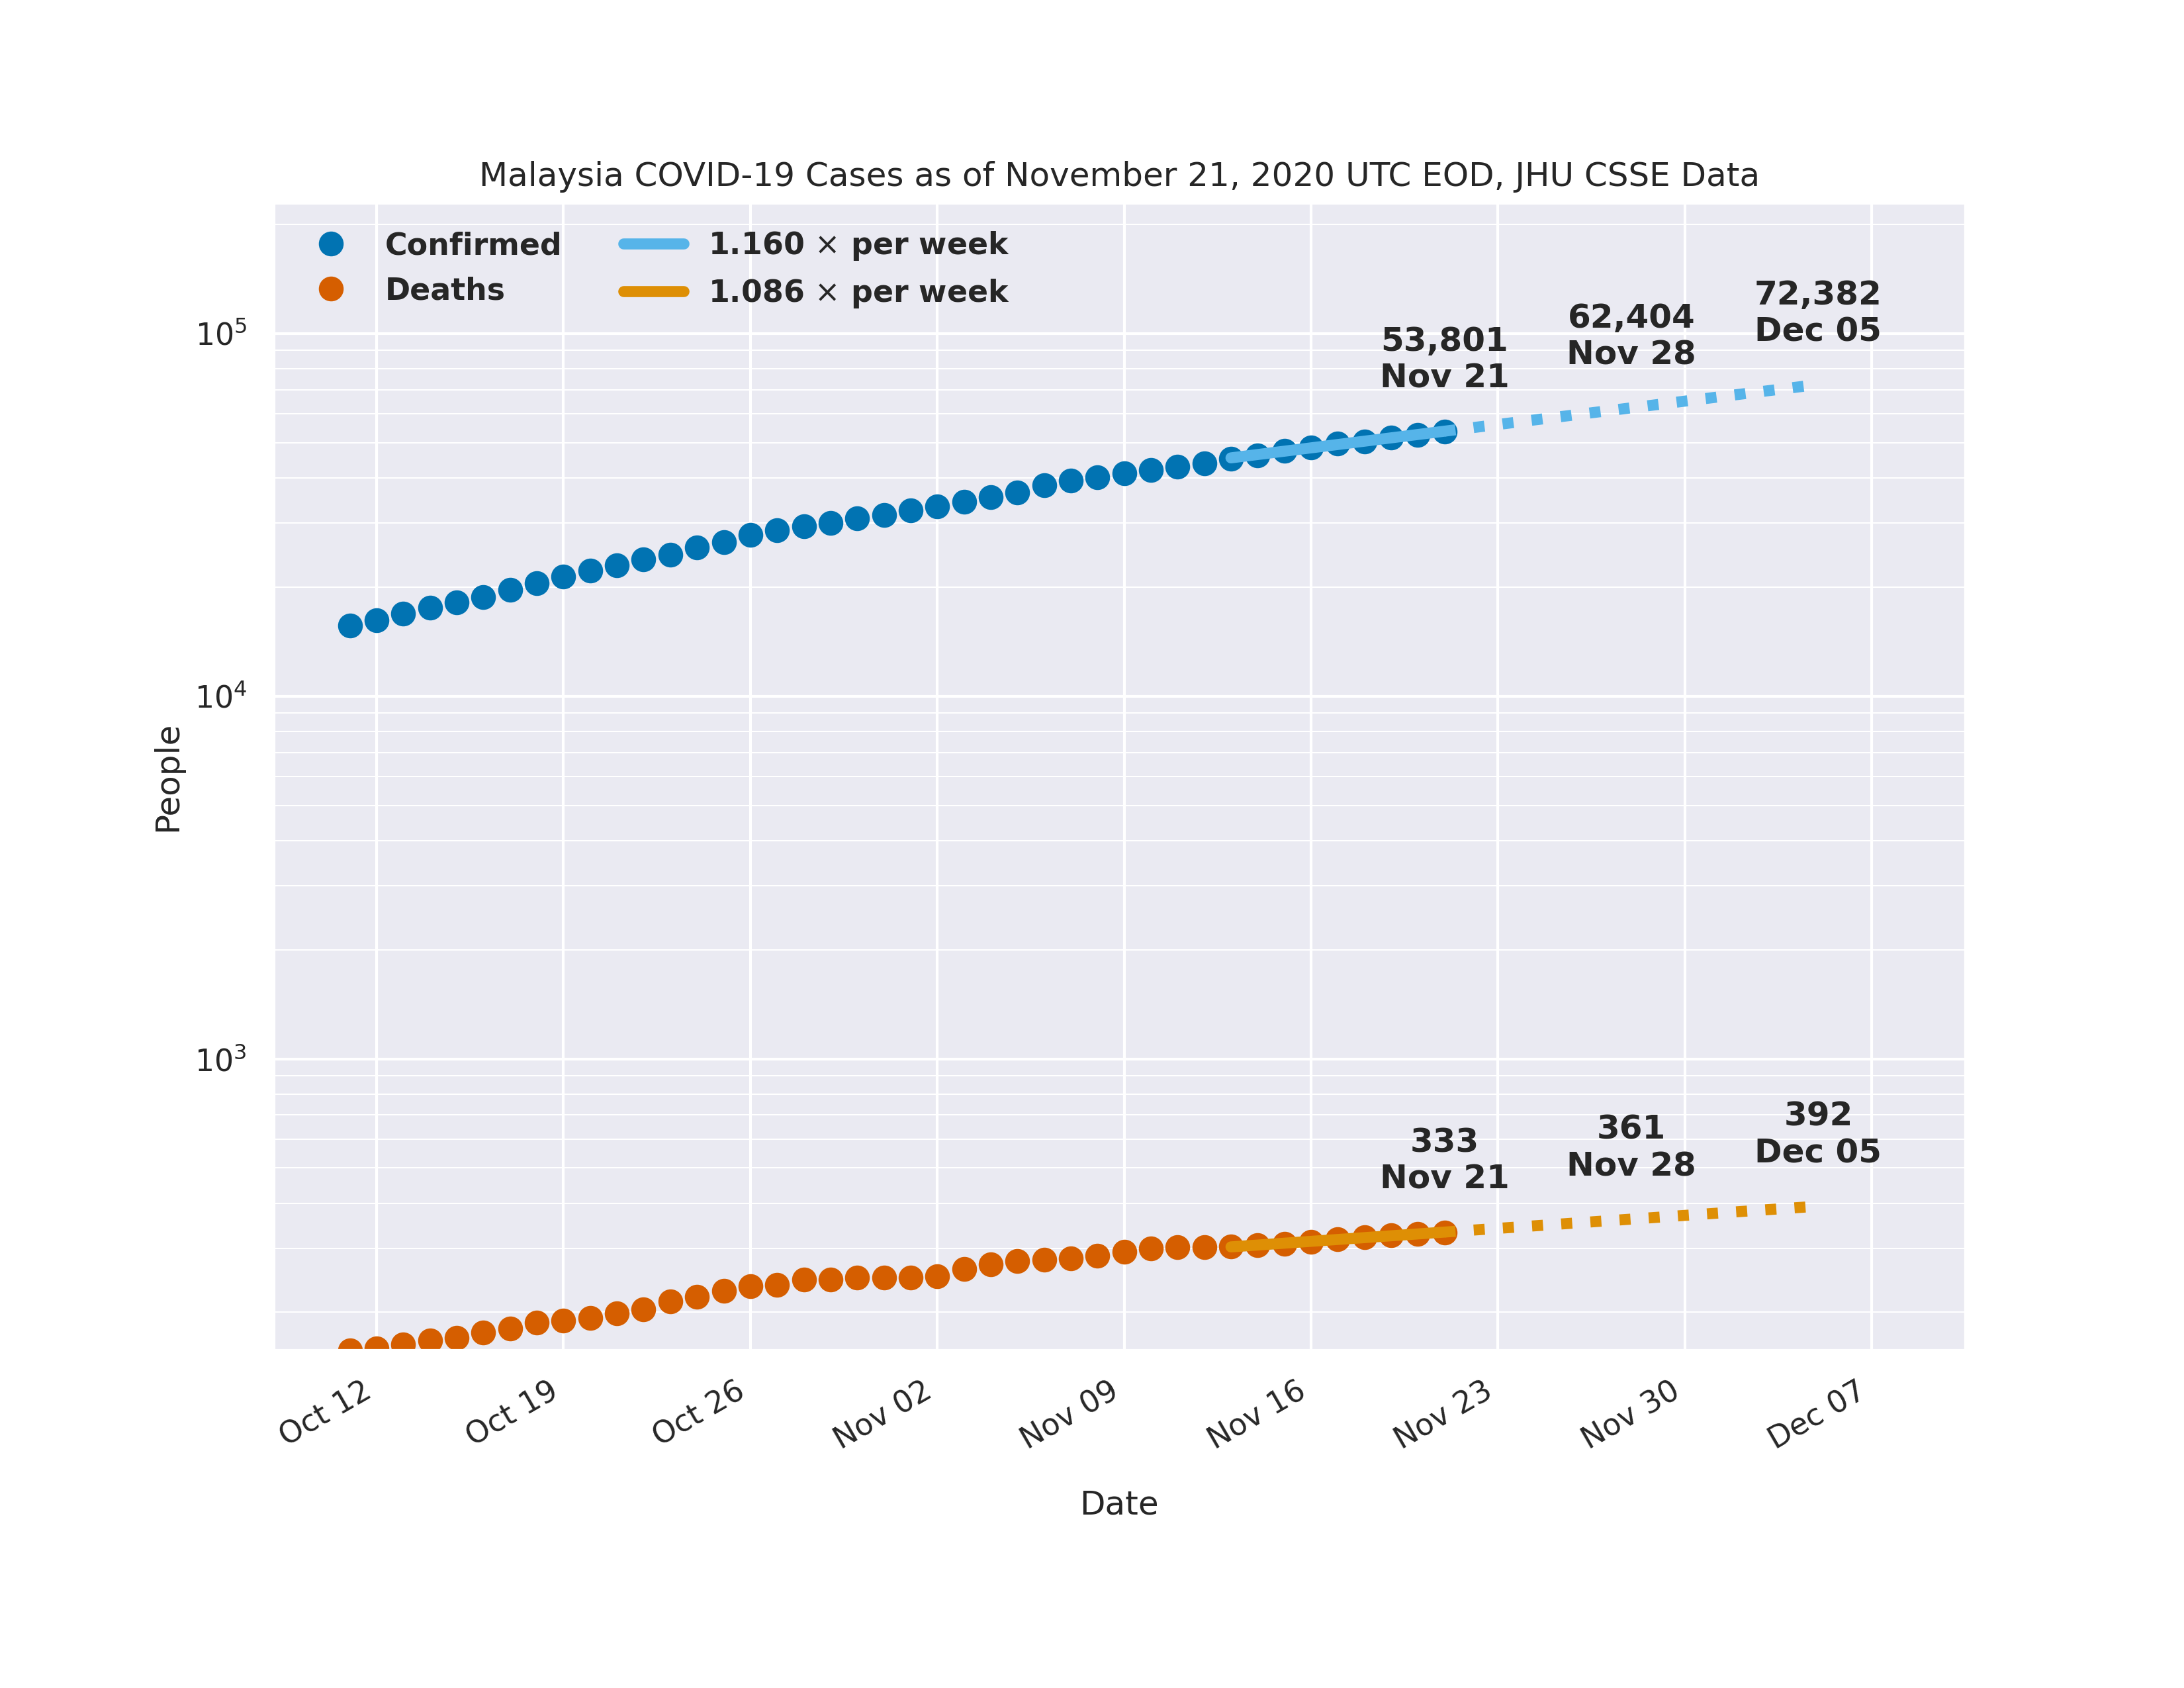 Malaysia COVID-19 Cases as of November 21, 2020 UTC EOD, JHU CSSE Data
Confirmed
Deaths
1.160 × per week
1.086 × per week
53,801
Nov 21
62,404
Nov 28
72,382
Dec 05
333
Nov 21
361
Nov 28
392
Dec 05
10⁵
10⁴
10³
People
Oct 12
Oct 19
Oct 26
Nov 02
Nov 09
Nov 16
Nov 23
Nov 30
Dec 07
Date